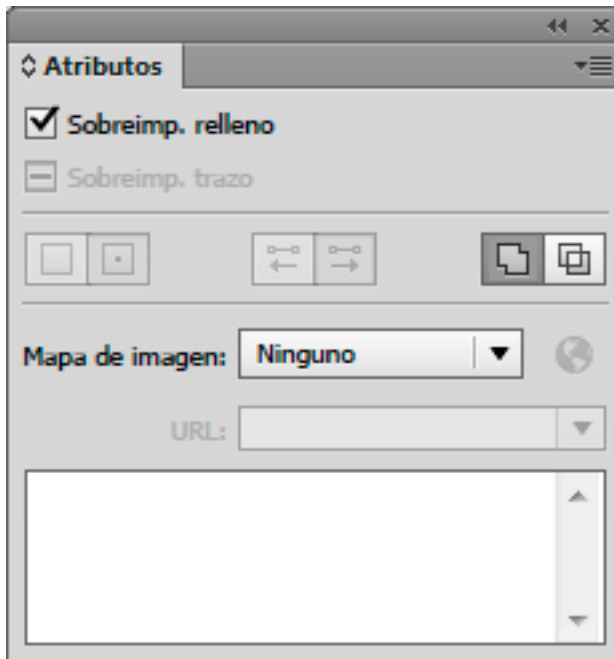 Atributos
Sobreimp. relleno
Sobreimp. trazo
Mapa de imagen: Ninguno
URL: